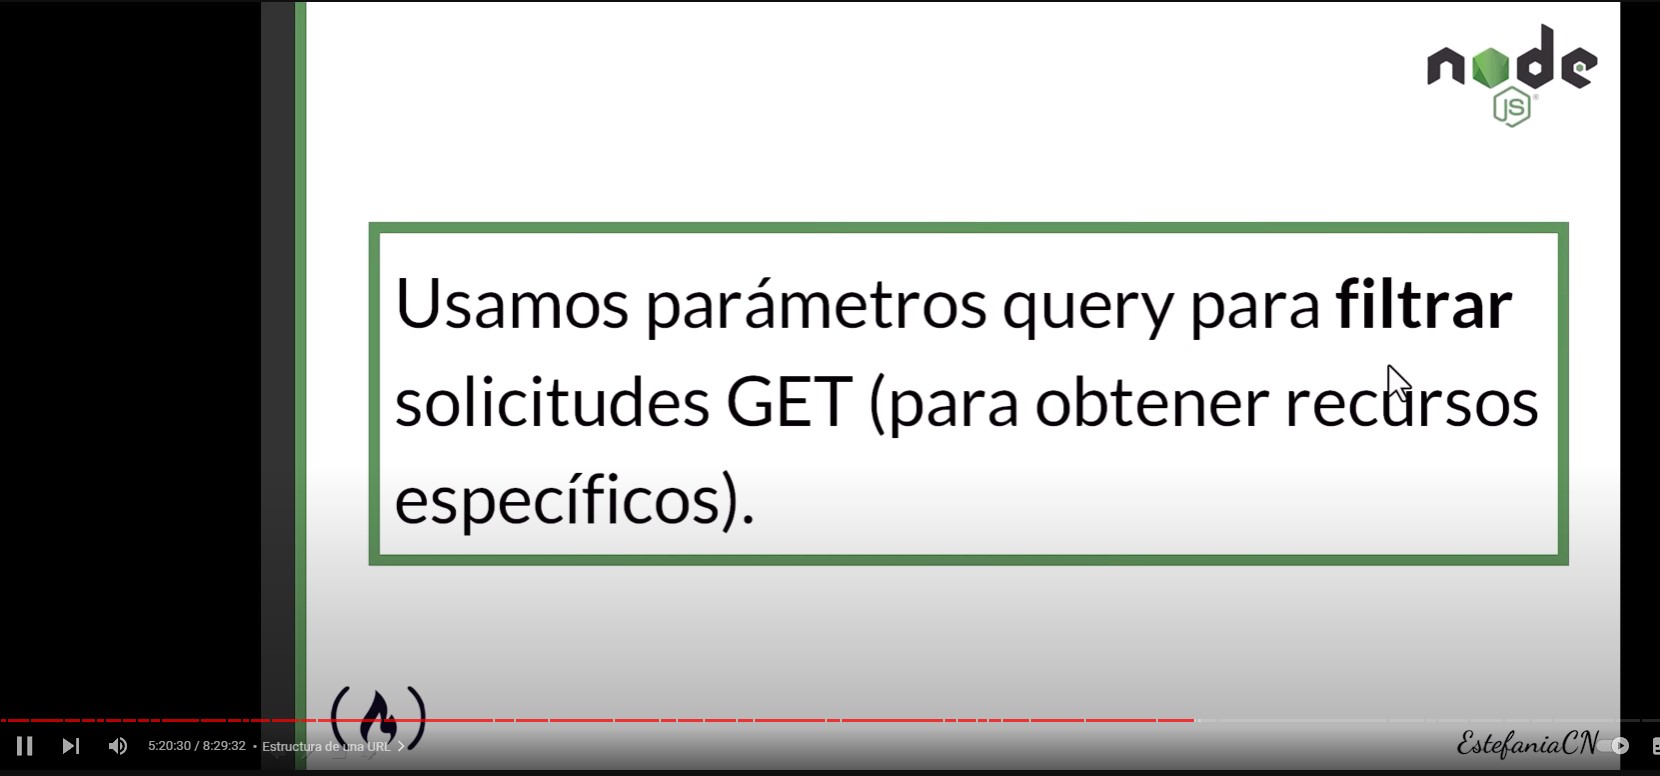 node
JS
Usamos parámetros query para filtrar
solicitudes GET (para obtener recursos
específicos).
5:20:30 / 8:29:32 • Estructura de una URL
EstefaniaCN